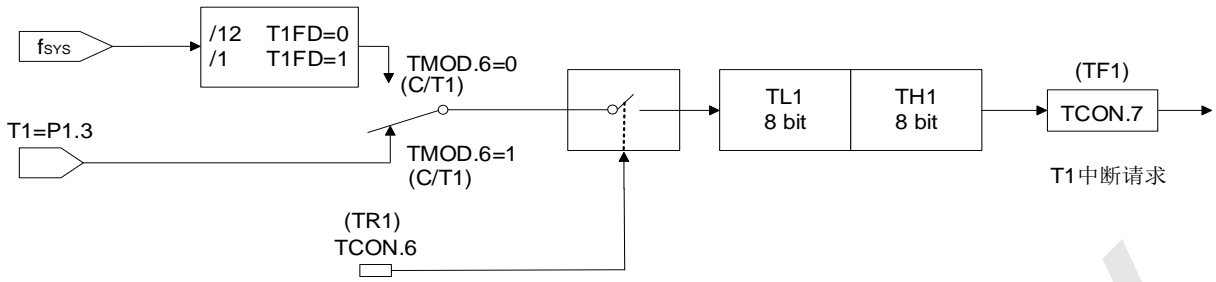 fSYS
/12 T1FD=0
/1 T1FD=1
TMOD.6=0
(C/T1)
T1=P1.3
TMOD.6=1
(C/T1)
(TR1)
TCON.6
TL1
8 bit
TH1
8 bit
(TF1)
TCON.7
T1中断请求